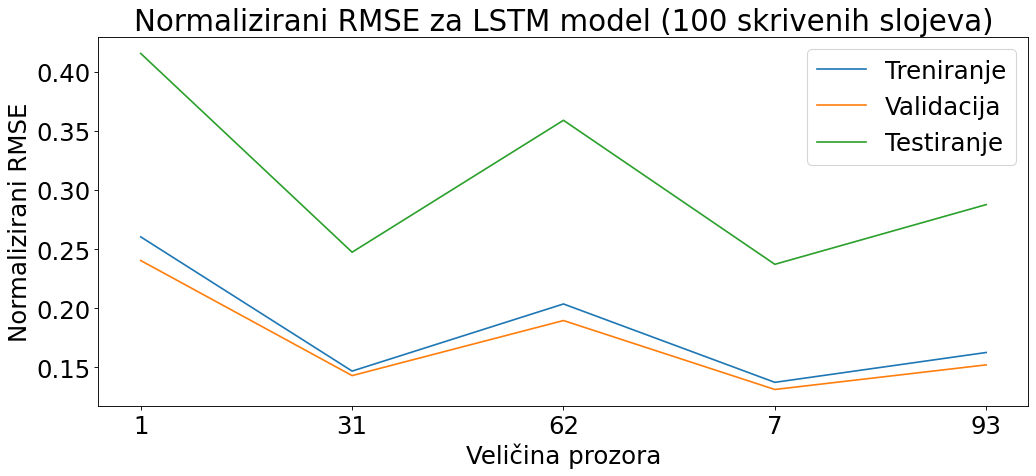 Normalizirani RMSE za LSTM model (100 skrivenih slojeva)
Treniranje
Validacija
Testiranje
Normalizirani RMSE
0.40
0.35
0.30
0.25
0.20
0.15
1 31 62 7 93
Veličina prozora